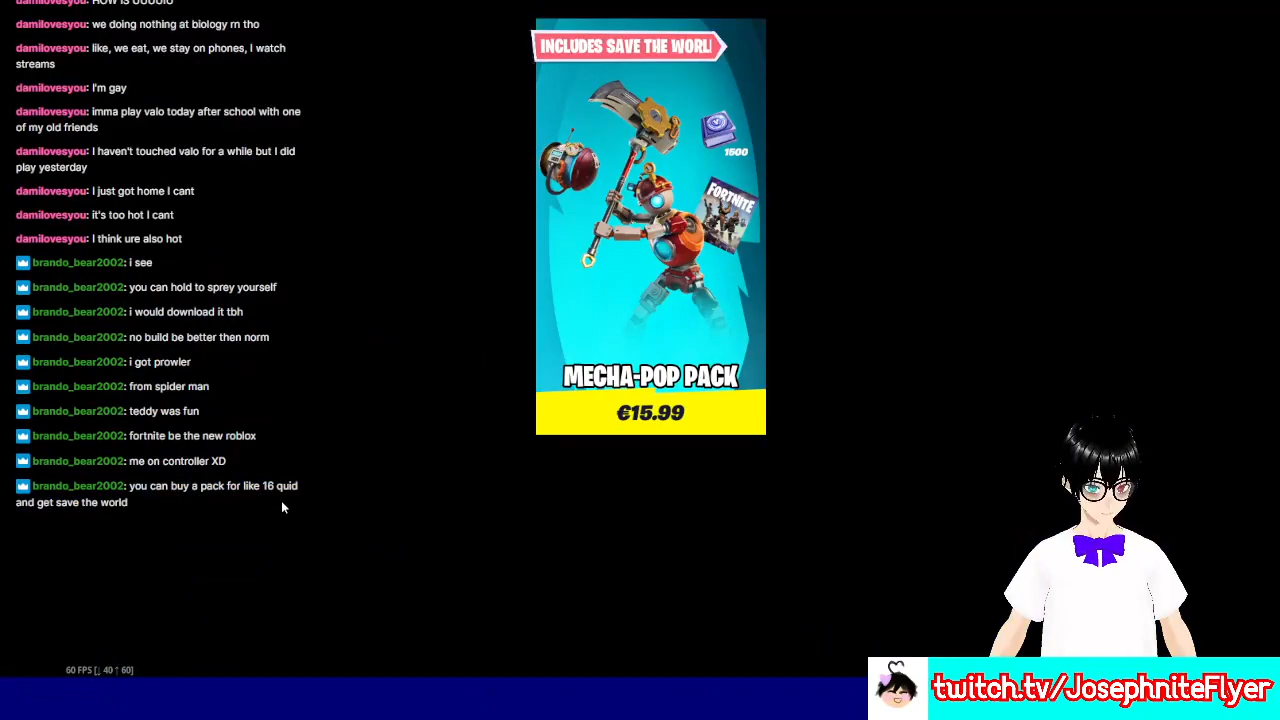 damilovesyou: HOW IS UUUUIU
damilovesyou: we doing nothing at biology rn tho
damilovesyou: like, we eat, we stay on phones, I watch
streams
damilovesyou: I'm gay
damilovesyou: imma play valo today after school with one
of my old friends
damilovesyou: I haven't touched valo for a while but I did
play yesterday
damilovesyou: I just got home I cant
damilovesyou: it's too hot I cant
damilovesyou: I think ure also hot
brando_bear2002: i see
brando_bear2002: you can hold to sprey yourself
brando_bear2002: i would download it tbh
brando_bear2002: no build be better then norm
brando_bear2002: i got prowler
brando_bear2002: from spider man
brando_bear2002: teddy was fun
brando_bear2002: fortnite be the new roblox
brando_bear2002: me on controller XD
brando_bear2002: you can buy a pack for like 16 quid
and get save the world
INCLUDES SAVE THE WORL
1500
FORTNITE
MECHA-POP PACK
€15.99
60 FPS [↓ 40 ↑ 60]
twitch.tv/JosephniteFlyer